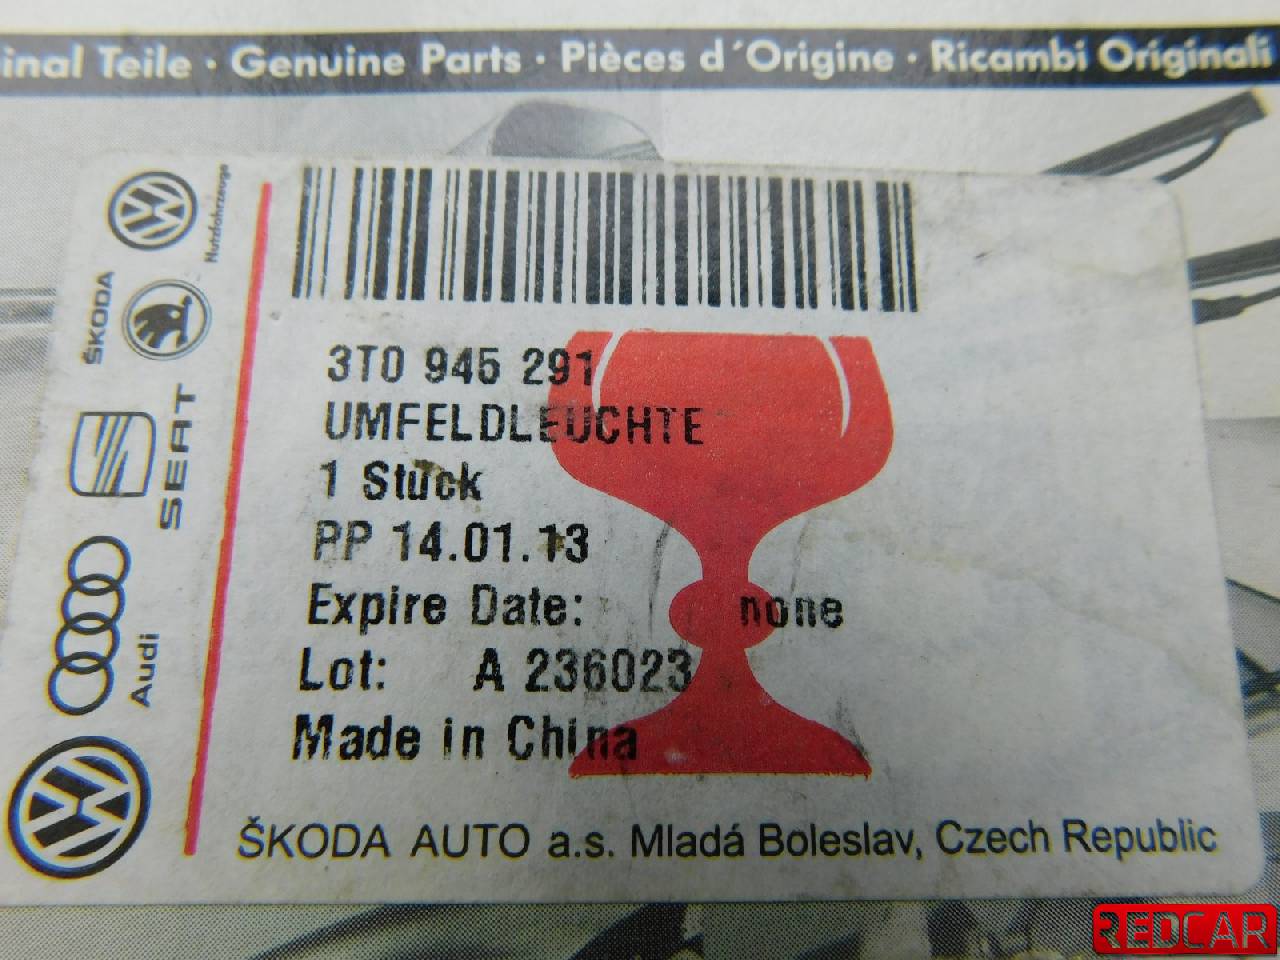 inal Teile · Genuine Parts · Pièces d´Origine · Ricambi Originali
Nutzfahrzeuge
ŠKODA
SEAT
Audi
3T0 945 291
UMFELDLEUCHTE
1 Stück
PP 14.01.13
Expire Date: none
Lot: A 236023
Made in China
ŠKODA AUTO a.s. Mladá Boleslav, Czech Republic
REDCAR